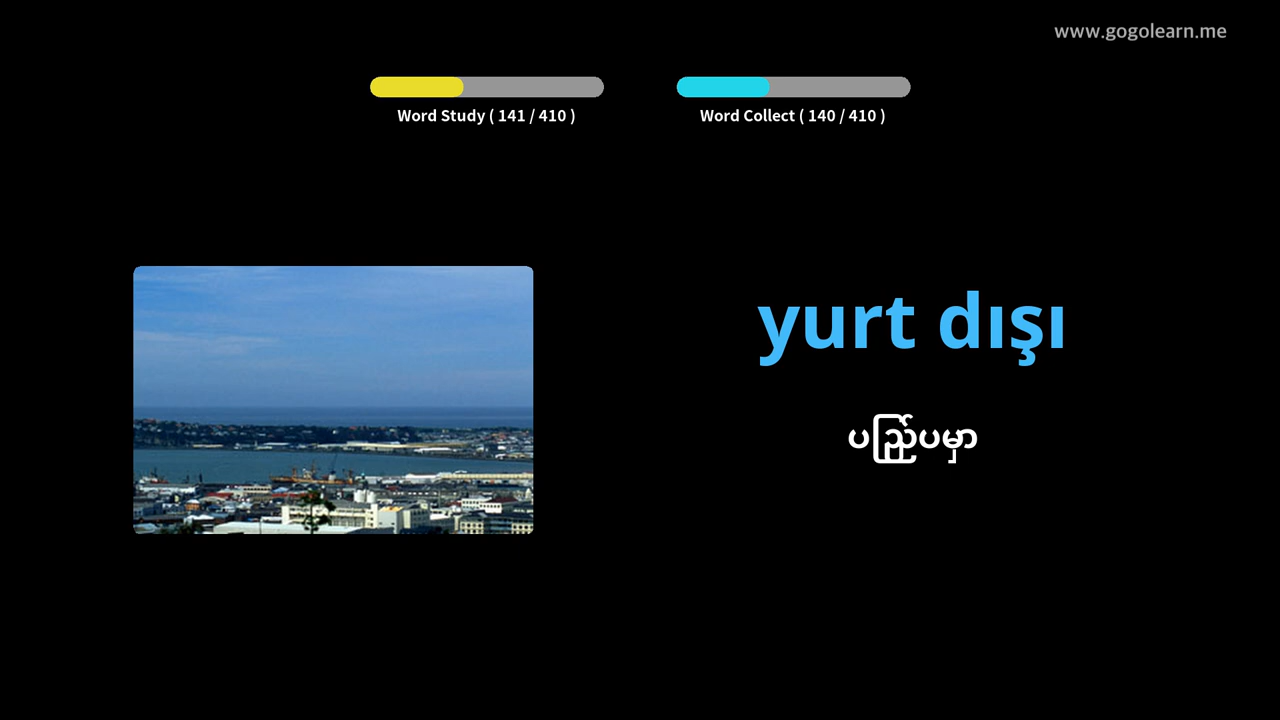 www.gogolearn.me
Word Study ( 141 / 410 )
Word Collect ( 140 / 410 )
yurt dışı
ပည်ြပမှာ